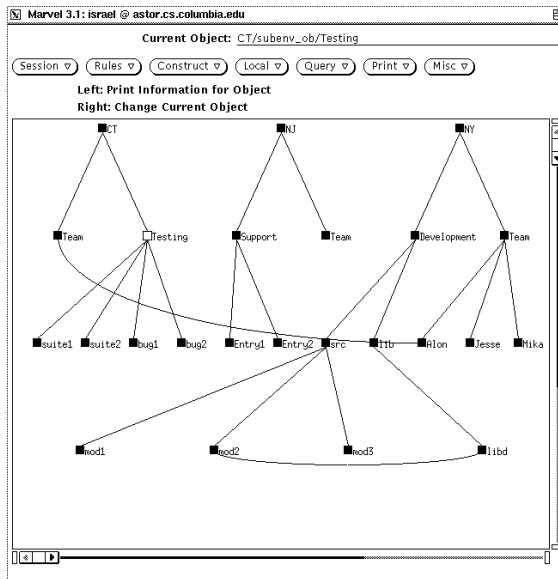 Marvel 3.1: israel @ astor.cs.columbia.edu
Current Object: CT/subenv_ob/Testing
Session Rules Construct Local Query Print Misc
Left: Print Information for Object
Right: Change Current Object
CT NJ NY
Team Testing Support Team Development Team
suite1 suite2 bug1 bug2 Entry1 Entry2 src lib Alon Jesse Mika
mod1 mod2 mod3 libd